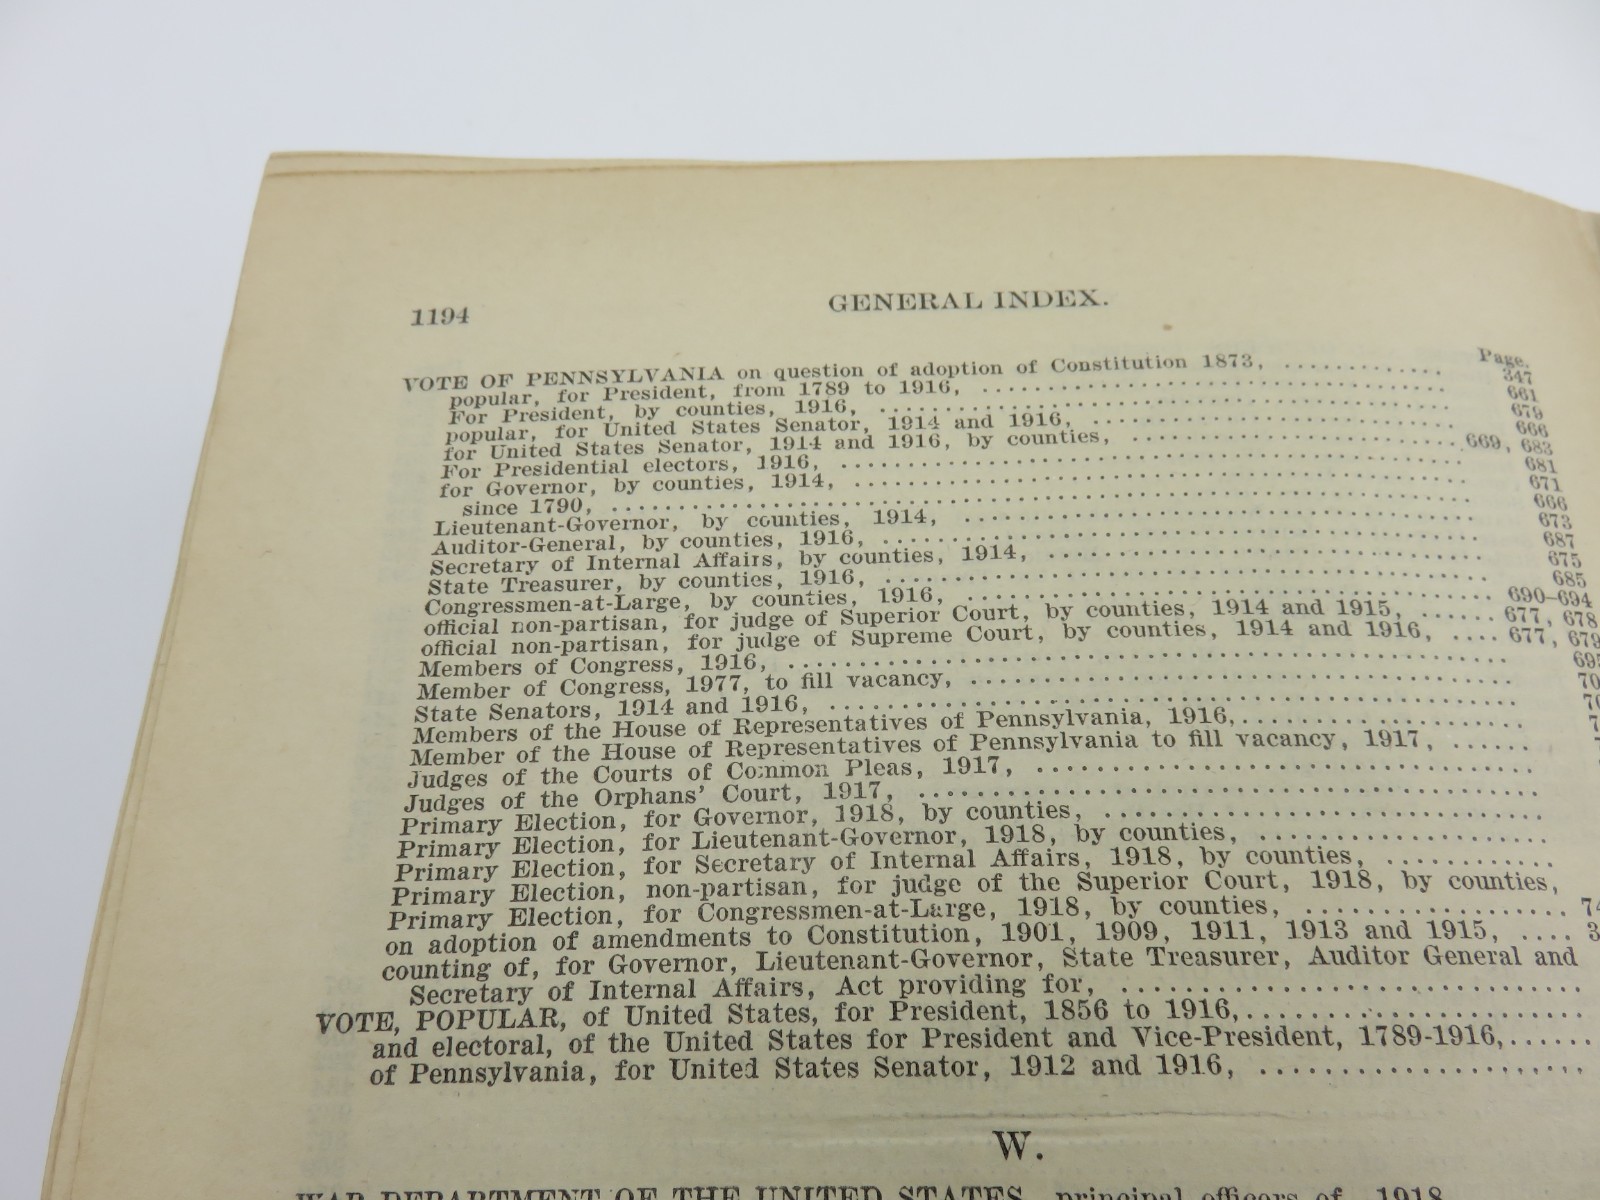 1194 GENERAL INDEX.
Page.
VOTE OF PENNSYLVANIA on question of adoption of Constitution 1873, ............ 347
popular, for President, from 1789 to 1916, ........................................ 661
For President, by counties, 1916, ........................................ 679
popular, for United States Senator, 1914 and 1916, .............................. 666
for United States Senator, 1914 and 1916, by counties, ........................ 669, 683
For Presidential electors, 1916, ........................................ 681
for Governor, by counties, 1914, ........................................ 671
since 1790, ........................................ 666
Lieutenant-Governor, by counties, 1914, ........................................ 673
Auditor-General, by counties, 1916, ........................................ 687
Secretary of Internal Affairs, by counties, 1914, .............................. 675
State Treasurer, by counties, 1916, ........................................ 685
Congressmen-at-Large, by counties, 1916, .................................... 690-694
official non-partisan, for judge of Superior Court, by counties, 1914 and 1915, ....... 677, 678
official non-partisan, for judge of Supreme Court, by counties, 1914 and 1916, .... 677, 679
Members of Congress, 1916, ........................................
Member of Congress, 1977, to fill vacancy, ........................................
State Senators, 1914 and 1916, ........................................
Members of the House of Representatives of Pennsylvania, 1916, ....................
Member of the House of Representatives of Pennsylvania to fill vacancy, 1917, ......
Judges of the Courts of Common Pleas, 1917, ....................................
Judges of the Orphans' Court, 1917, ........................................
Primary Election, for Governor, 1918, by counties, ..............................
Primary Election, for Lieutenant-Governor, 1918, by counties, ....................
Primary Election, for Secretary of Internal Affairs, 1918, by counties, ............
Primary Election, non-partisan, for judge of the Superior Court, 1918, by counties,
Primary Election, for Congressmen-at-Large, 1918, by counties, ...................
on adoption of amendments to Constitution, 1901, 1909, 1911, 1913 and 1915, ....
counting of, for Governor, Lieutenant-Governor, State Treasurer, Auditor General and
Secretary of Internal Affairs, Act providing for, ..............................
VOTE, POPULAR, of United States, for President, 1856 to 1916,.......................
and electoral, of the United States for President and Vice-President, 1789-1916,......
of Pennsylvania, for United States Senator, 1912 and 1916, ......................
W.
WAR DEPARTMENT OF THE UNITED STATES, principal officers of, 1918